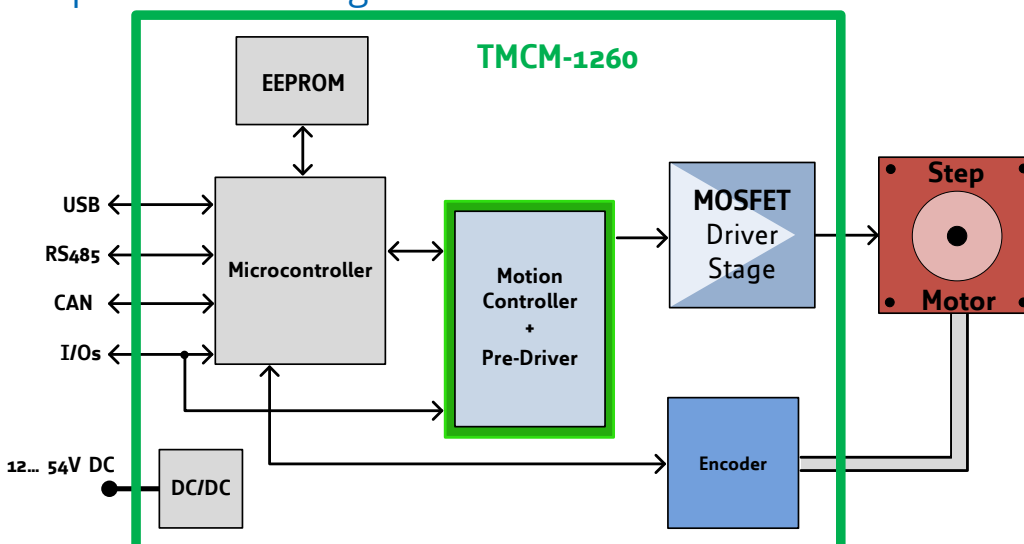 TMCM-1260
EEPROM
USB
RS485
CAN
I/Os
Microcontroller
Motion
Controller
+
Pre-Driver
MOSFET
Driver
Stage
Step
Motor
Encoder
12... 54V DC
DC/DC